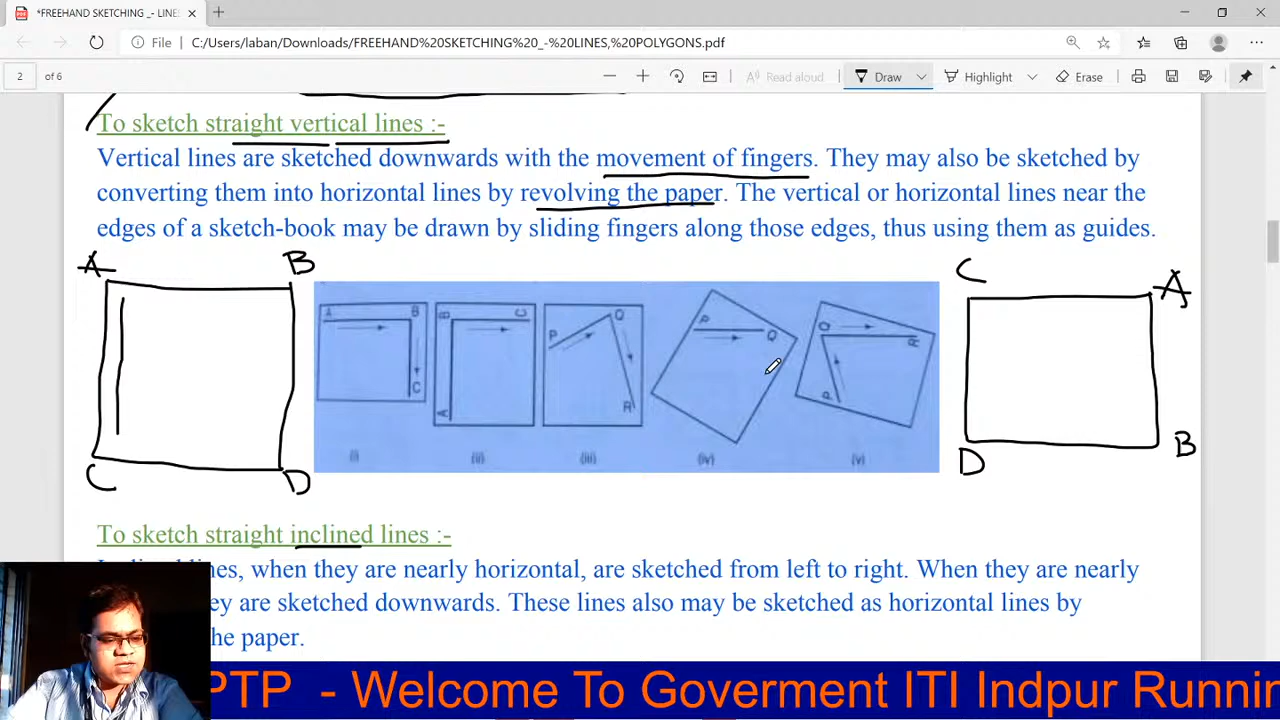 *FREEHAND SKETCHING _- LINE
File C:/Users/laban/Downloads/FREEHAND%20SKETCHING%20_-%20LINES,%20POLYGONS.pdf
2 of 6 Read aloud Draw Highlight Erase
To sketch straight vertical lines :-
Vertical lines are sketched downwards with the movement of fingers. They may also be sketched by
converting them into horizontal lines by revolving the paper. The vertical or horizontal lines near the
edges of a sketch-book may be drawn by sliding fingers along those edges, thus using them as guides.
A B C A
C D D B
A B C
B C A
P Q R
P Q
Q R P
(i) (ii) (iii) (iv) (v)
To sketch straight inclined lines :-
lines, when they are nearly horizontal, are sketched from left to right. When they are nearly
are sketched downwards. These lines also may be sketched as horizontal lines by
the paper.
PTP - Welcome To Goverment ITI Indpur Runnin